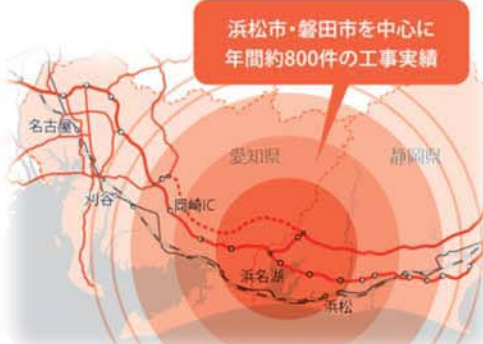 浜松市・磐田市を中心に
年間約800件の工事実績
名古屋
愛知県
静岡県
刈谷
岡崎IC
浜名湖
浜松